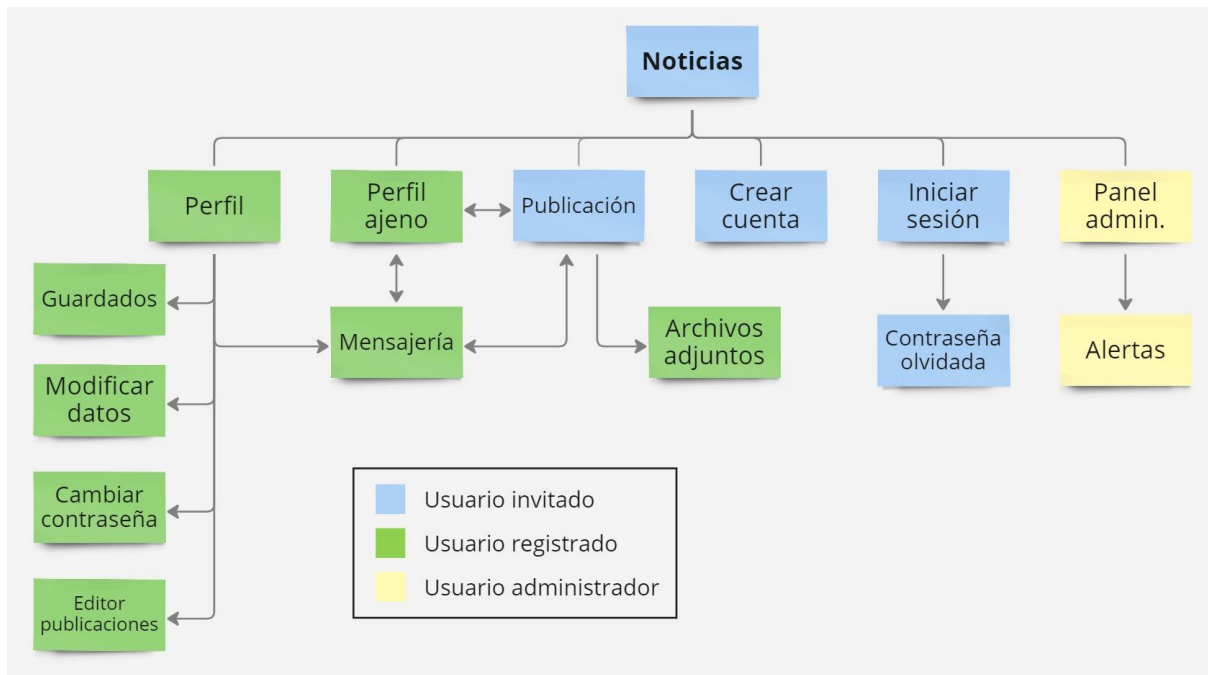 Noticias
Perfil
Perfil
ajeno
Publicación
Crear
cuenta
Iniciar
sesión
Panel
admin.
Guardados
Mensajería
Archivos
adjuntos
Contraseña
olvidada
Alertas
Modificar
datos
Cambiar
contraseña
Editor
publicaciones
Usuario invitado
Usuario registrado
Usuario administrador